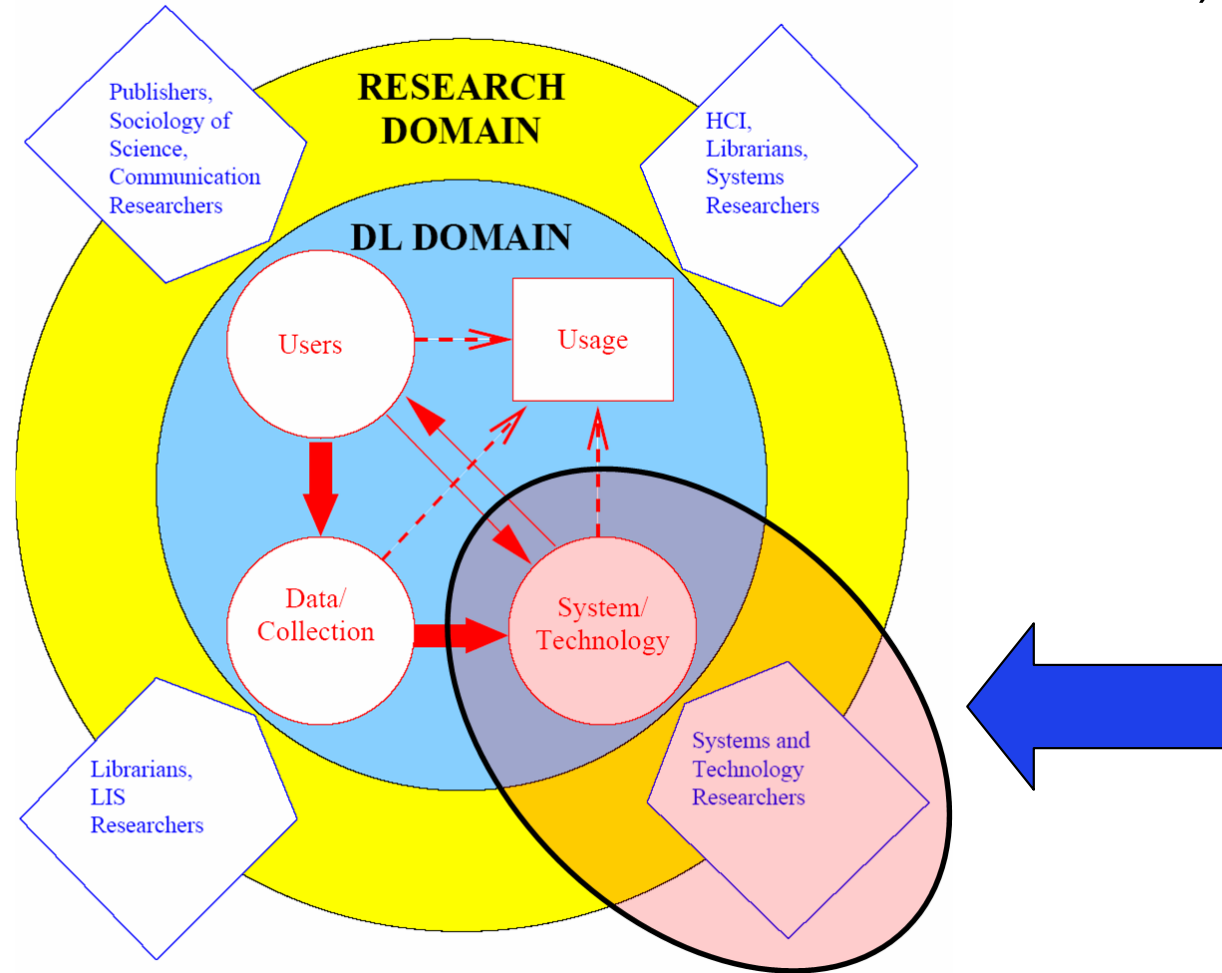 RESEARCH
DOMAIN
Publishers,
Sociology of
Science,
Communication
Researchers
HCI,
Librarians,
Systems
Researchers
DL DOMAIN
Users
Usage
Data/
Collection
System/
Technology
Librarians,
LIS
Researchers
Systems and
Technology
Researchers